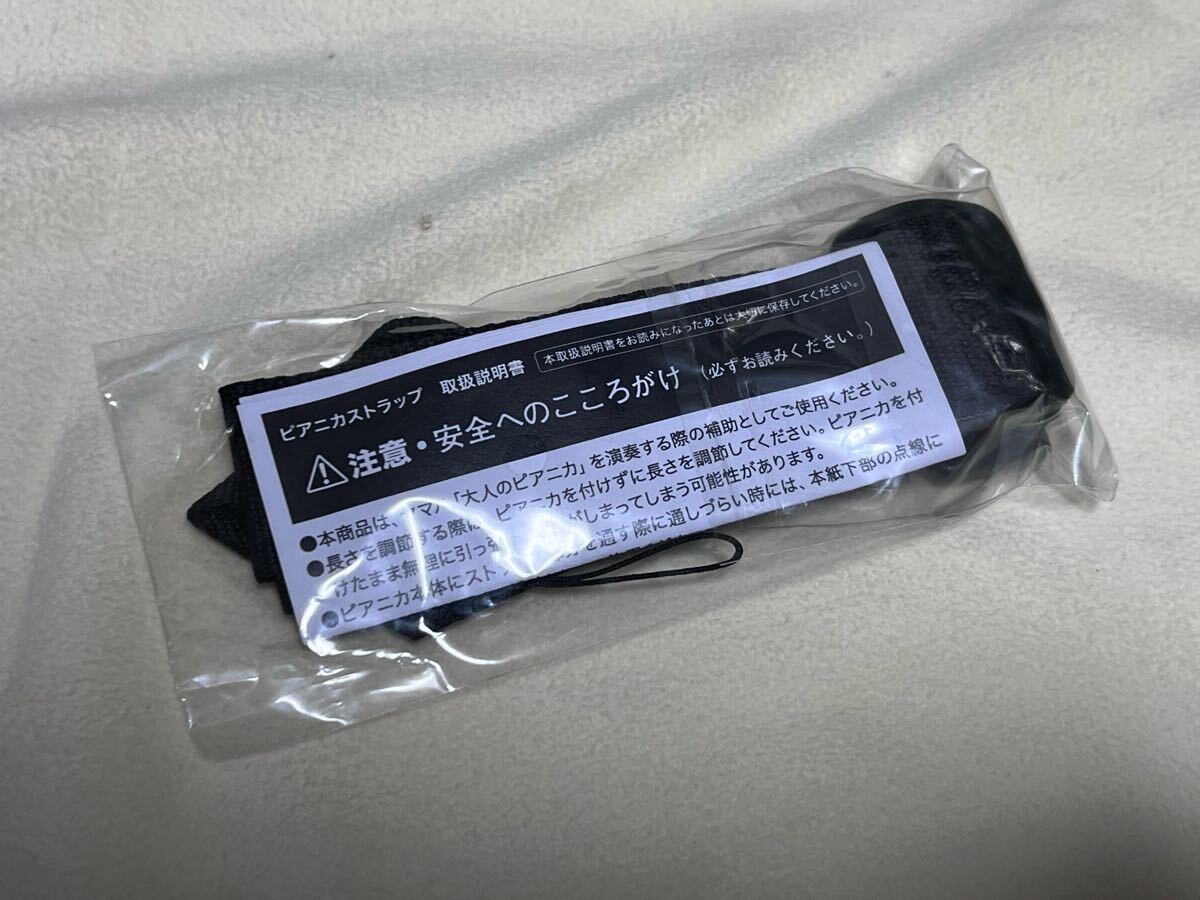 ピアニカストラップ 取扱説明書
本取扱説明書をお読みになったあとは大切に保存してください。
⚠注意・安全へのこころがけ(必ずお読みください。)
●本商品は、ヤマハ「大人のピアニカ」を演奏する際の補助としてご使用ください。
●長さを調節する際は、ピアニカを付けずに長さを調節してください。ピアニカを付
けたまま無理に引っ張 がしまってしまう可能性があります。
●ピアニカ本体にスト を通す際に通しづらい時には、本紙下部の点線に